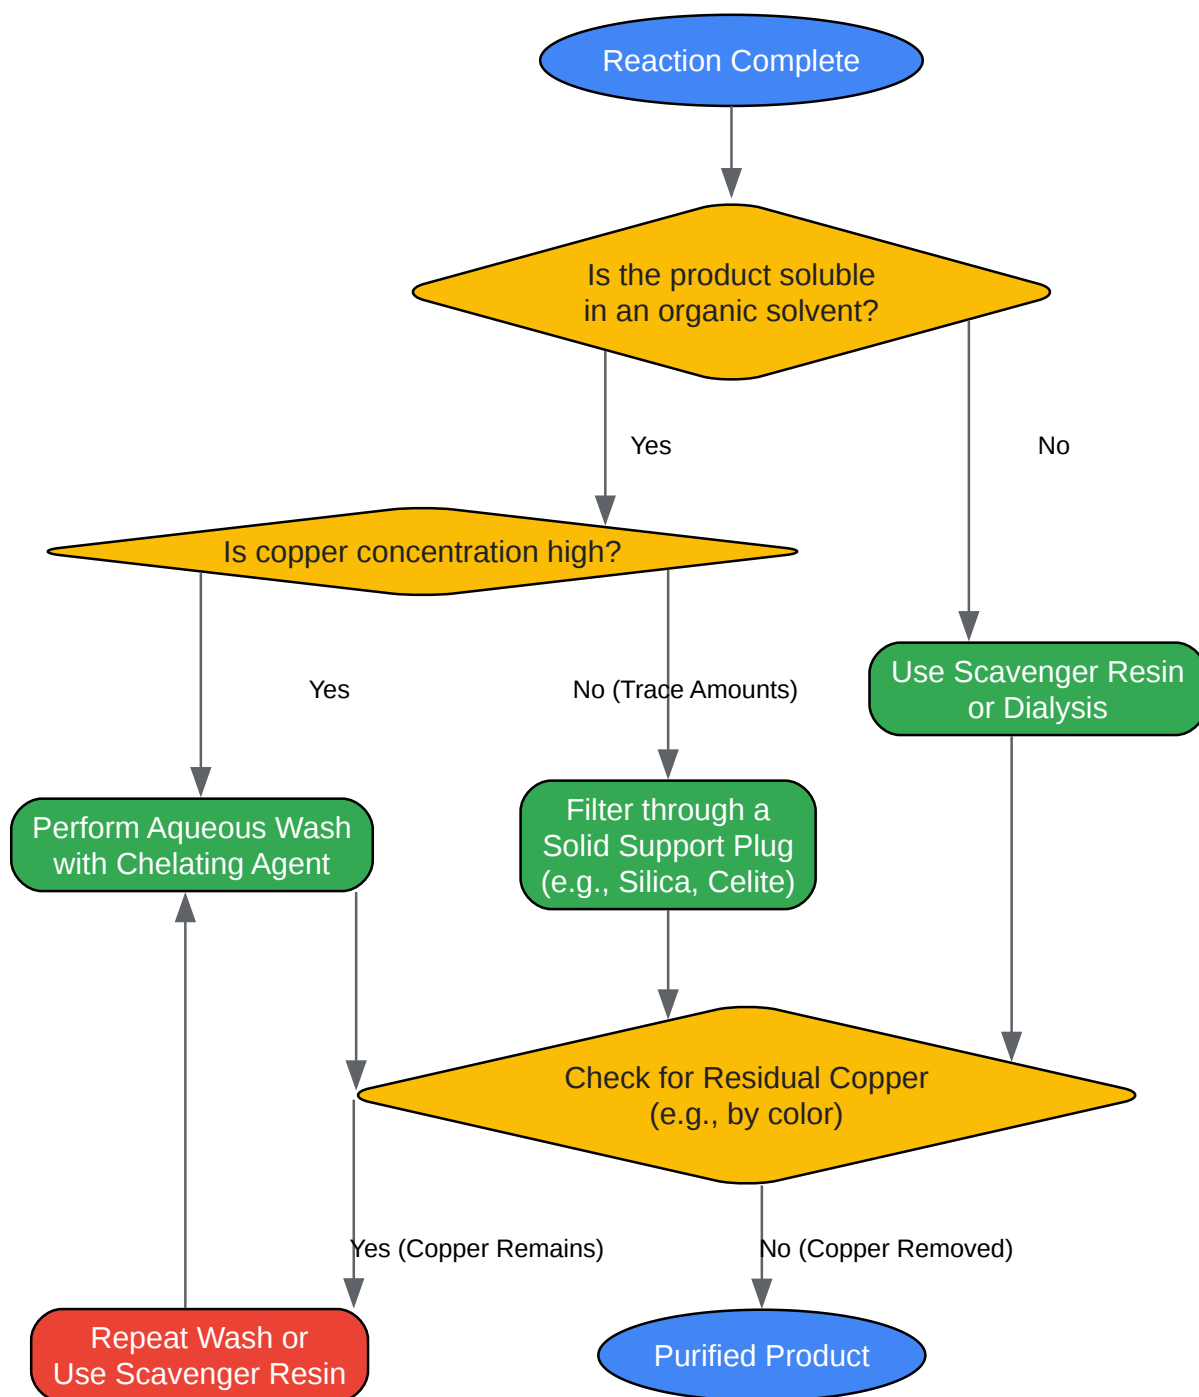 Reaction Complete
Is the product soluble
in an organic solvent?
Yes
No
Is copper concentration high?
Yes
No (Trace Amounts)
Use Scavenger Resin
or Dialysis
Perform Aqueous Wash
with Chelating Agent
Filter through a
Solid Support Plug
(e.g., Silica, Celite)
Check for Residual Copper
(e.g., by color)
Yes (Copper Remains)
No (Copper Removed)
Repeat Wash or
Use Scavenger Resin
Purified Product